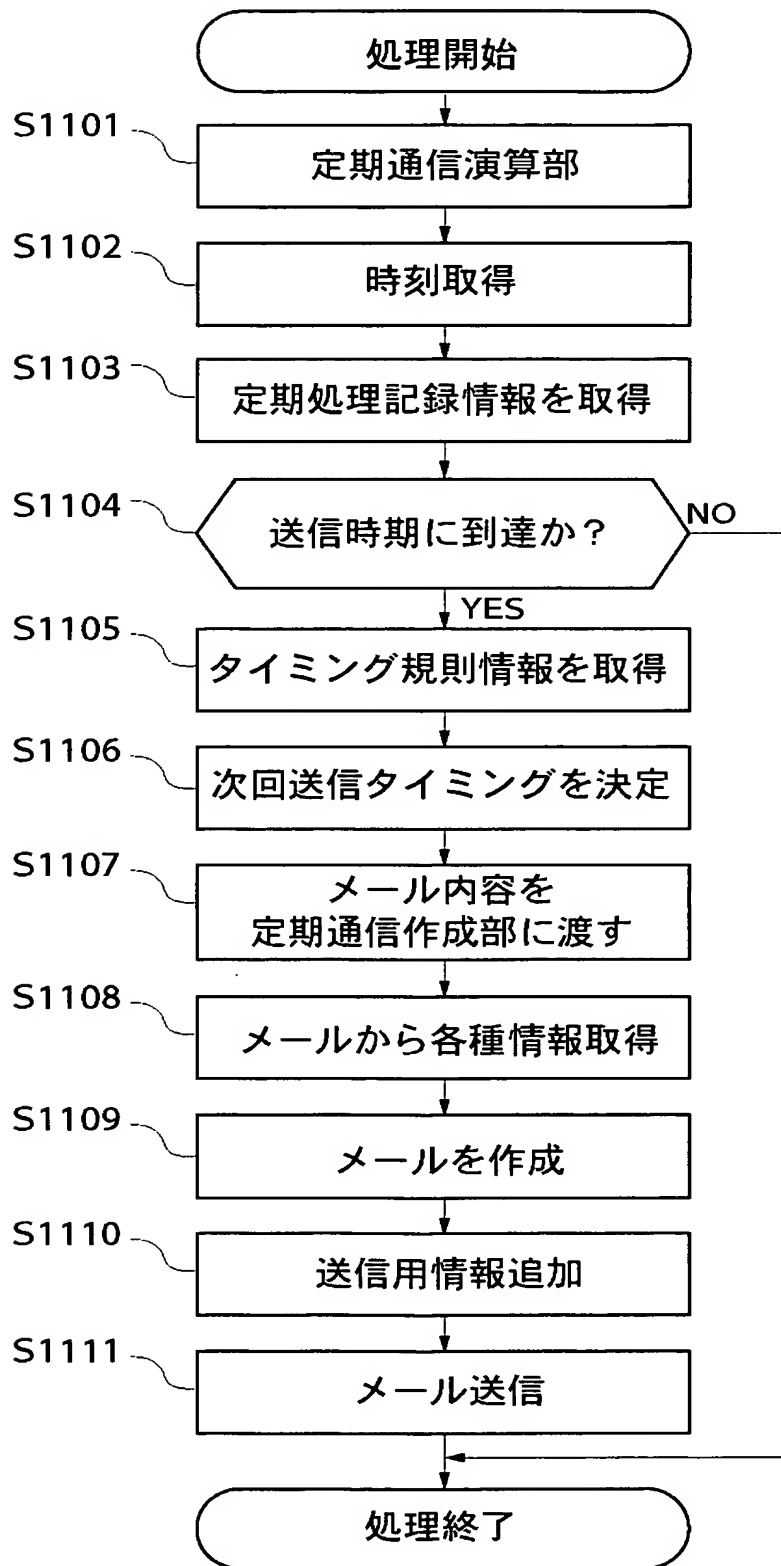 処理開始
S1101
定期通信演算部
S1102
時刻取得
S1103
定期処理記録情報を取得
S1104
送信時期に到達か?
NO
YES
S1105
タイミング規則情報を取得
S1106
次回送信タイミングを決定
S1107
メール内容を
定期通信作成部に渡す
S1108
メールから各種情報取得
S1109
メールを作成
S1110
送信用情報追加
S1111
メール送信
処理終了